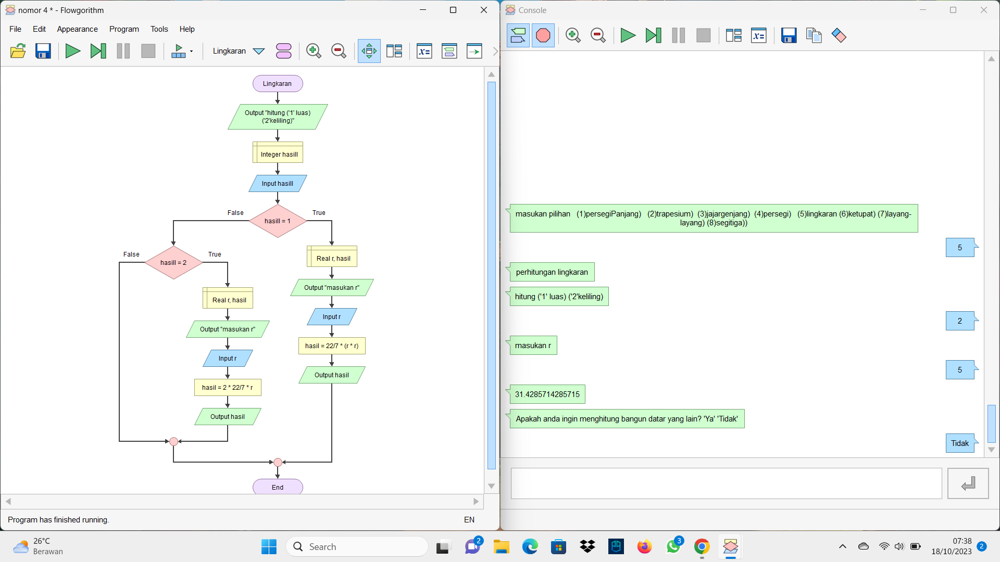 nomor 4 * - Flowgorithm
File Edit Appearance Program Tools Help
Lingkaran
x=
Lingkaran
Output "hitung ('1' luas)
('2'keliling)"
Integer hasill
Input hasill
False
True
hasill = 1
False
True
hasill = 2
Real r, hasil
Output "masukan r"
Input r
hasil = 2 * 22/7 * r
Output hasil
Real r, hasil
Output "masukan r"
Input r
hasil = 22/7 * (r * r)
Output hasil
End
Program has finished running.
EN
Console
x=
masukan pilihan (1)persegiPanjang) (2)trapesium) (3)jajargenjang) (4)persegi) (5)lingkaran (6)ketupat) (7)layang-
layang) (8)segitiga))
5
perhitungan lingkaran
hitung ('1' luas) ('2'keliling)
2
masukan r
5
31.4285714285715
Apakah anda ingin menghitung bangun datar yang lain? 'Ya' 'Tidak'
Tidak
26°C
Berawan
Search
2
3
07:38
18/10/2023
2